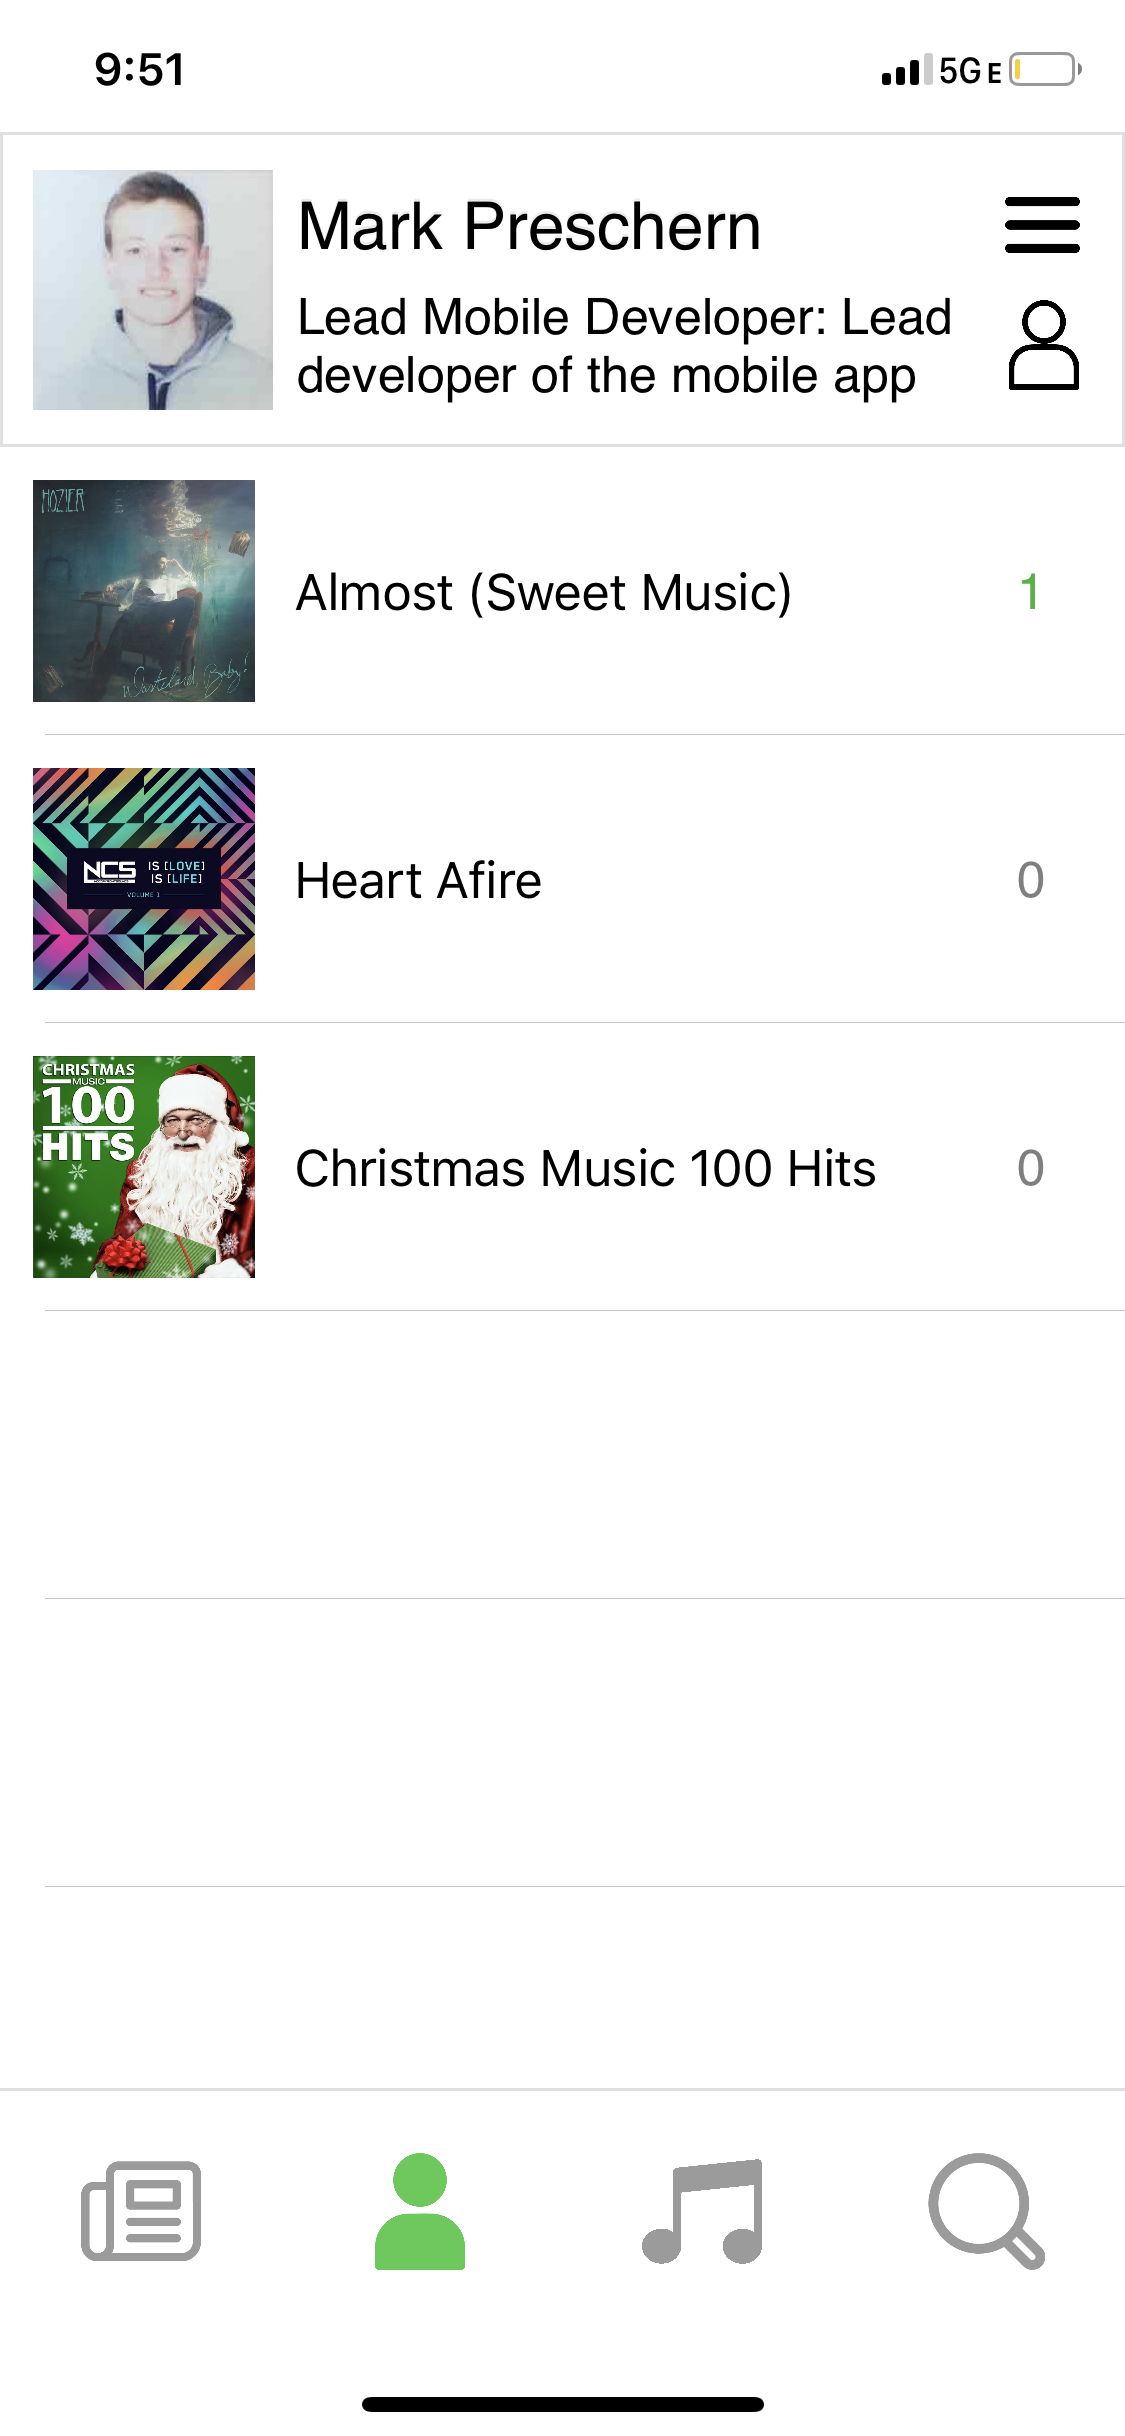 9:51
5GE
Mark Preschern
Lead Mobile Developer: Lead
developer of the mobile app
HOZIER
Wasteland, Baby!
Almost (Sweet Music)
1
NCS
IS [LOVE]
IS [LIFE]
VOLUME 1
Heart Afire
0
CHRISTMAS
MUSIC
100
HITS
Christmas Music 100 Hits
0